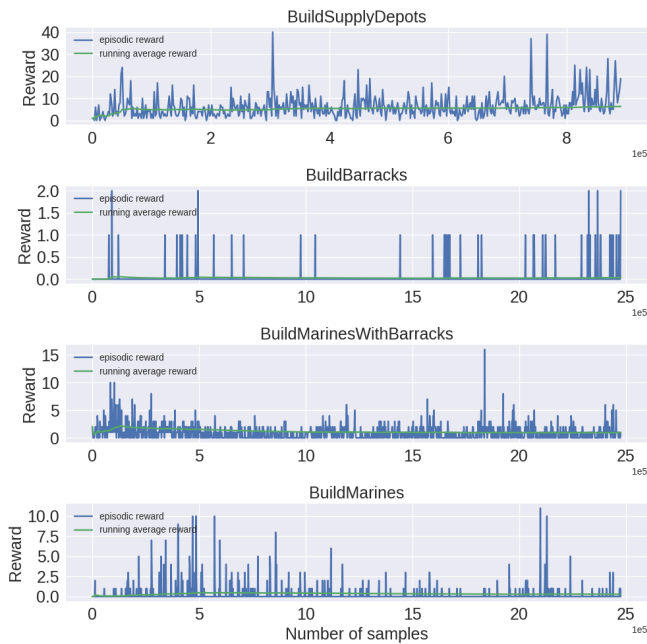 BuildSupplyDepots
Reward
40
30
20
10
0
episodic reward
running average reward
0 2 4 6 8
1e5
BuildBarracks
Reward
2.0
1.5
1.0
0.5
0.0
episodic reward
running average reward
0 5 10 15 20 25
1e5
BuildMarinesWithBarracks
Reward
15
10
5
0
episodic reward
running average reward
0 5 10 15 20 25
1e5
BuildMarines
Reward
10.0
7.5
5.0
2.5
0.0
episodic reward
running average reward
0 5 10 15 20 25
1e5
Number of samples